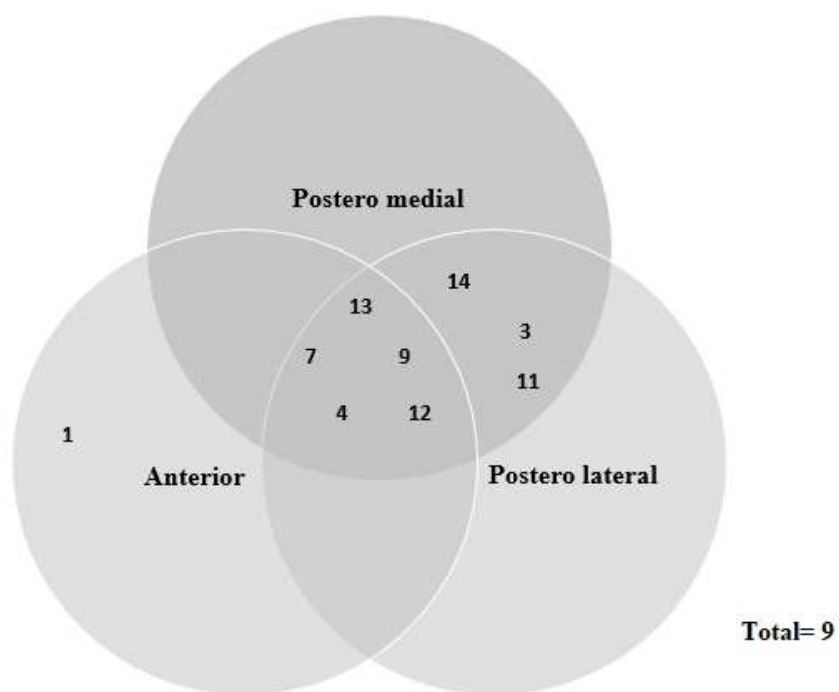 Postero medial
14
13
3
7
9
11
4
12
1
Anterior
Postero lateral
Total= 9